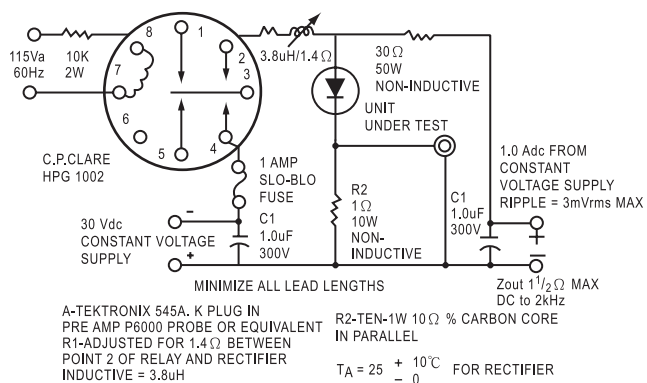 115Va
60Hz
10K
2W
8
1
2
3
7
6
5
4
3.8uH/1.4Ω
30Ω
50W
NON-INDUCTIVE
UNIT
UNDER TEST
C.P.CLARE
HPG 1002
1 AMP
SLO-BLO
FUSE
1.0 Adc FROM
CONSTANT
VOLTAGE SUPPLY
RIPPLE = 3mVrms MAX
30 Vdc
CONSTANT VOLTAGE
SUPPLY
-
+
C1
1.0uF
300V
R2
1Ω
10W
NON-
INDUCTIVE
C1
1.0uF
300V
+
−
MINIMIZE ALL LEAD LENGTHS
Zout 1 1/2 Ω MAX
DC to 2kHz
A-TEKTRONIX 545A. K PLUG IN
PRE AMP P6000 PROBE OR EQUIVALENT
R1-ADJUSTED FOR 1.4Ω BETWEEN
POINT 2 OF RELAY AND RECTIFIER
INDUCTIVE = 3.8uH
R2-TEN-1W 10Ω % CARBON CORE
IN PARALLEL
TA = 25 + 10℃ FOR RECTIFIER
− 0